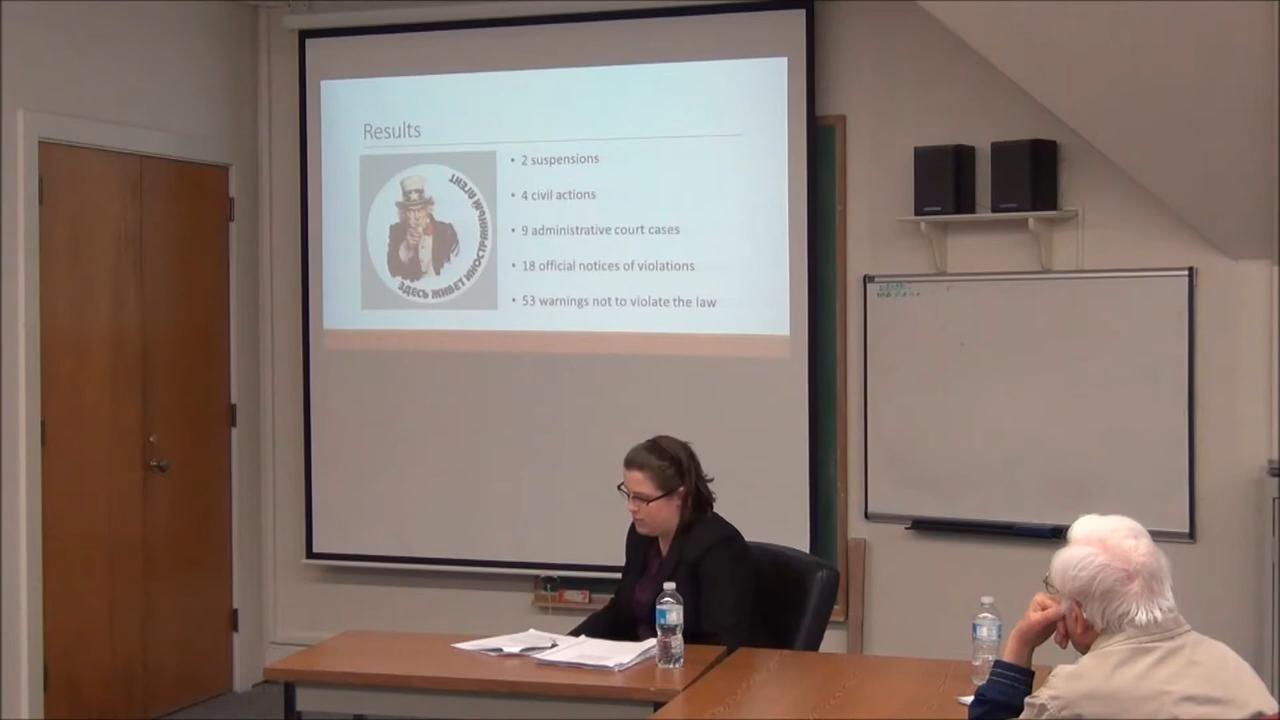 Results
• 2 suspensions
• 4 civil actions
• 9 administrative court cases
• 18 official notices of violations
• 53 warnings not to violate the law
ЗДЕСЬ ЖИВЕТ ИНОСТРАННЫЙ АГЕНТ